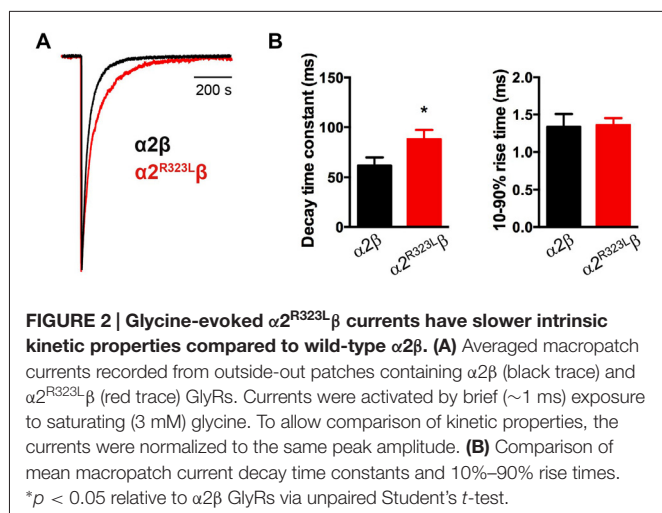 A
200 s
α2β
α2R323Lβ
B
Decay time constant (ms)
150
100
50
0
*
α2β
α2R323Lβ
10-90% rise time (ms)
2.0
1.5
1.0
0.5
0.0
α2β
α2R323Lβ
FIGURE 2 | Glycine-evoked α2R323Lβ currents have slower intrinsic
kinetic properties compared to wild-type α2β. (A) Averaged macropatch
currents recorded from outside-out patches containing α2β (black trace) and
α2R323Lβ (red trace) GlyRs. Currents were activated by brief (∼1 ms) exposure
to saturating (3 mM) glycine. To allow comparison of kinetic properties, the
currents were normalized to the same peak amplitude. (B) Comparison of
mean macropatch current decay time constants and 10%–90% rise times.
*p < 0.05 relative to α2β GlyRs via unpaired Student's t-test.